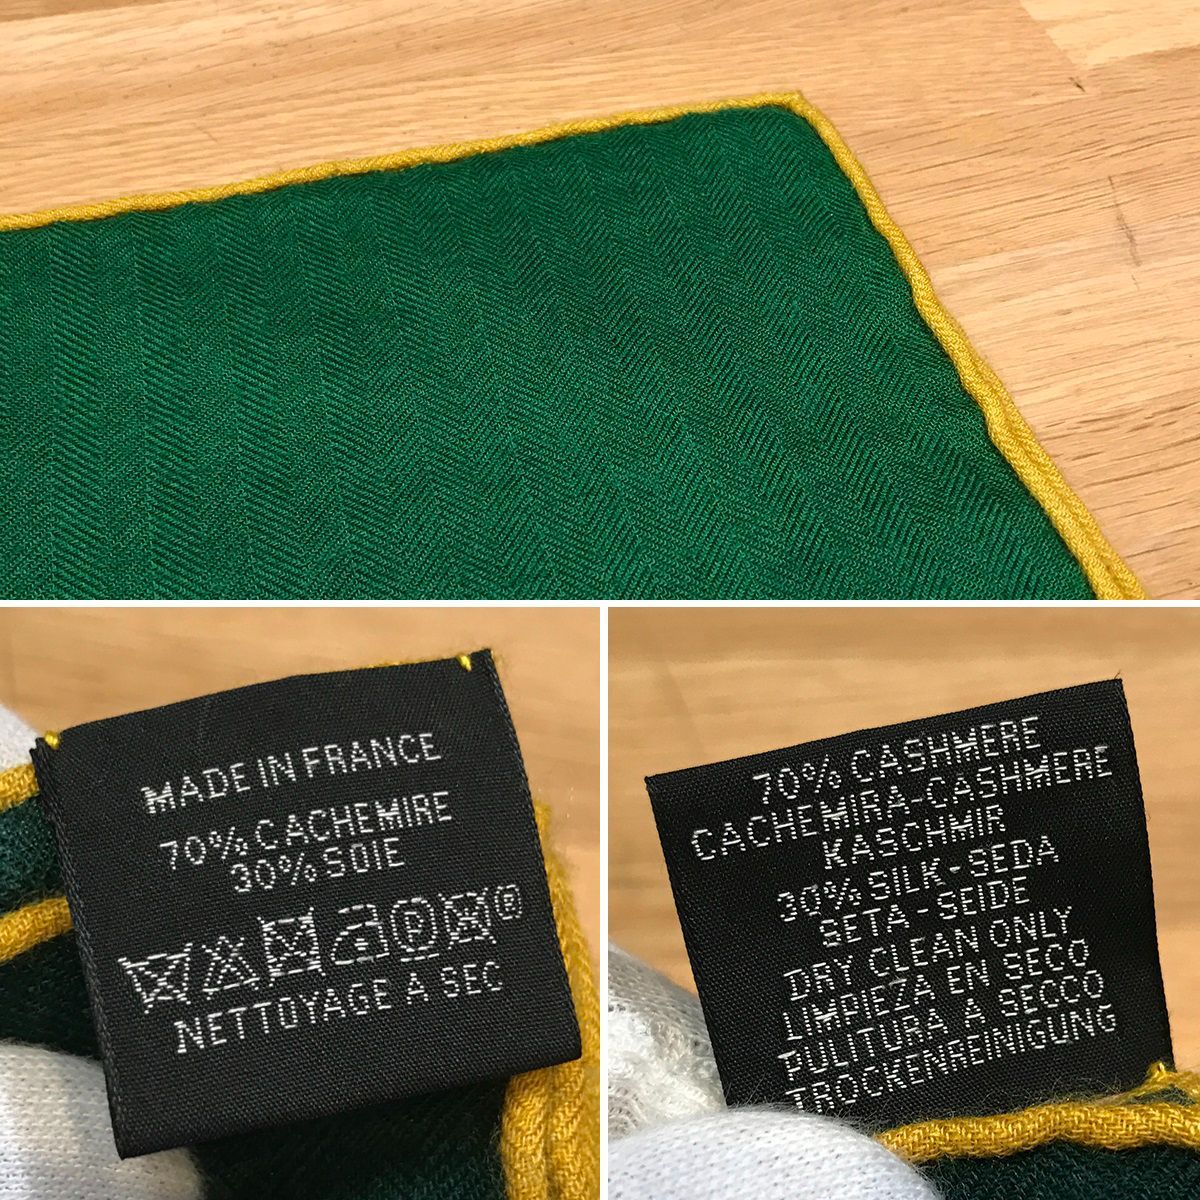 MADE IN FRANCE
70% CACHEMIRE
30% SOIE
P ®
NETTOYAGE A SEC
70% CASHMERE
CACHEMIRA-CASHMERE
KASCHMIR
30% SILK-SEDA
SETA-SEIDE
DRY CLEAN ONLY
LIMPIEZA EN SECO
PULITURA A SECCO
TROCKENREINIGUNG